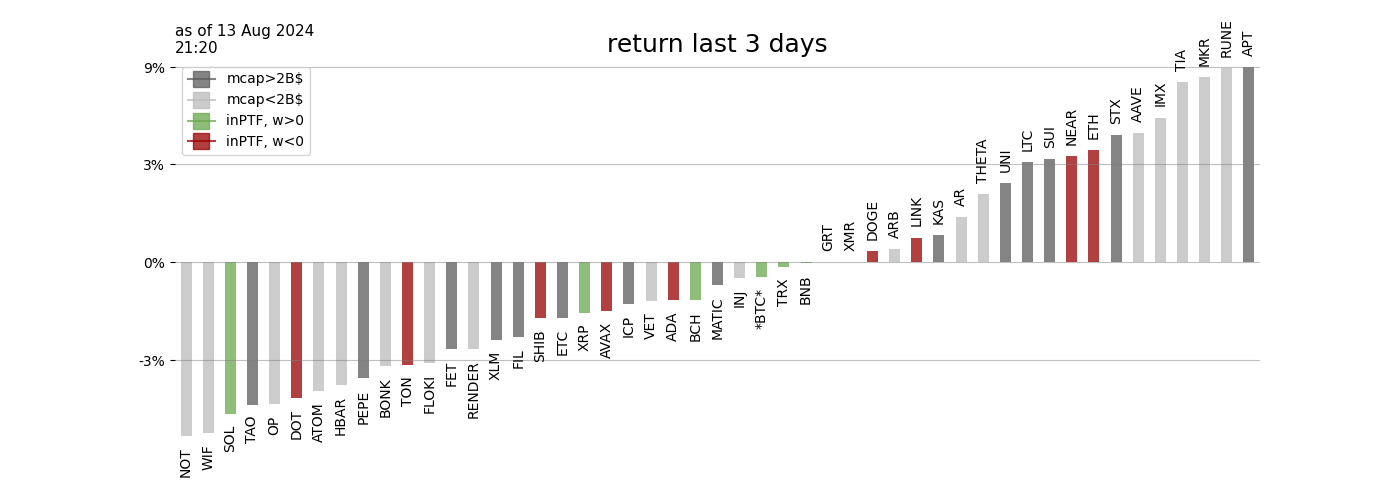 as of 13 Aug 2024
21:20
return last 3 days
mcap>2B$
mcap<2B$
inPTF, w>0
inPTF, w<0
9%
3%
0%
-3%
NOT
WIF
SOL
TAO
OP
DOT
ATOM
HBAR
PEPE
BONK
TON
FLOKI
FET
RENDER
XLM
FIL
SHIB
ETC
XRP
AVAX
ICP
VET
ADA
BCH
MATIC
INJ
*BTC*
TRX
BNB
GRT
XMR
DOGE
ARB
LINK
KAS
AR
THETA
UNI
LTC
SUI
NEAR
ETH
STX
AAVE
IMX
TIA
MKR
RUNE
APT